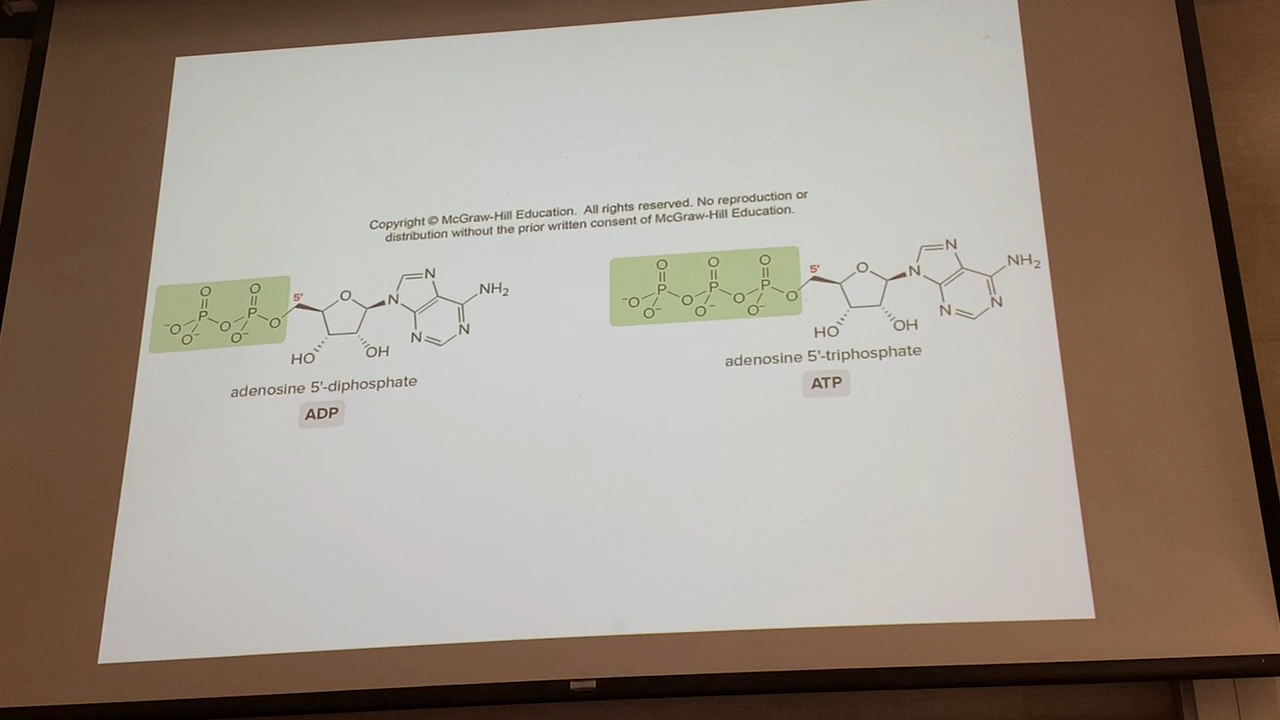 Copyright © McGraw-Hill Education. All rights reserved. No reproduction or
distribution without the prior written consent of McGraw-Hill Education.
O O
P P
⁻O O O
O⁻ O⁻
5'
O
HO OH
N N
NH₂
N N
adenosine 5'-diphosphate
ADP
O O O
P P P
⁻O O O O
O⁻ O⁻ O⁻
5'
O
HO OH
N N
NH₂
N N
adenosine 5'-triphosphate
ATP